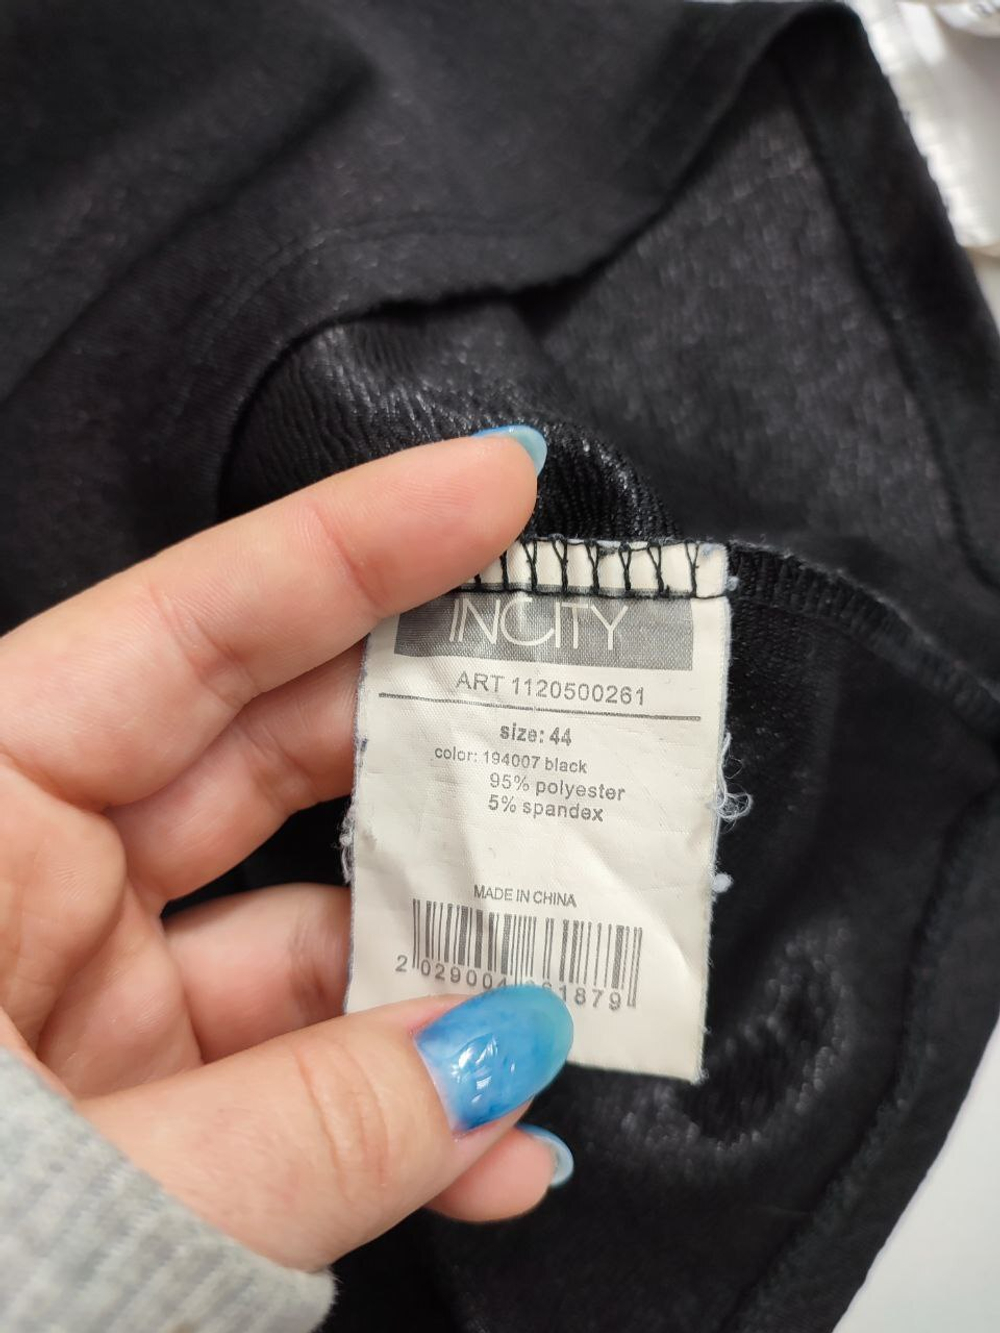 INCITY
ART 1120500261
size: 44
color: 194007 black
95% polyester
5% spandex
MADE IN CHINA